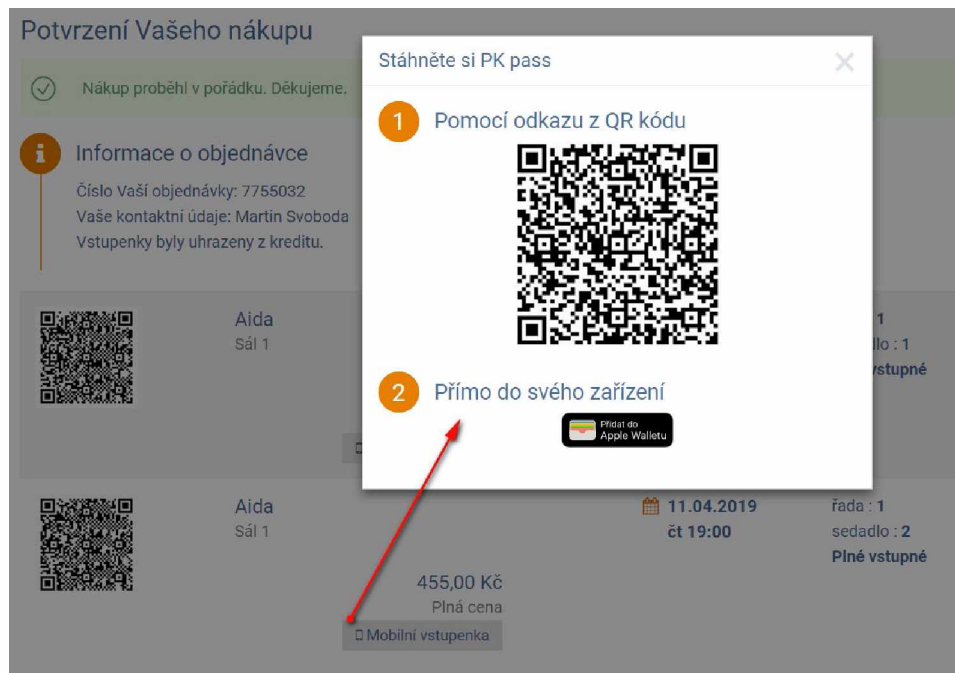 Potvrzení Vašeho nákupu
Nákup proběhl v pořádku. Děkujeme.
Informace o objednávce
Číslo Vaší objednávky: 7755032
Vaše kontaktní údaje: Martin Svoboda
Vstupenky byly uhrazeny z kreditu.
Stáhněte si PK pass
1 Pomocí odkazu z QR kódu
2 Přímo do svého zařízení
Přidat do
Apple Walletu
Aida
Sál 1
1
dlo : 1
vstupné
Aida
Sál 1
11.04.2019
čt 19:00
řada : 1
sedadlo : 2
Plné vstupné
455,00 Kč
Plná cena
Mobilní vstupenka